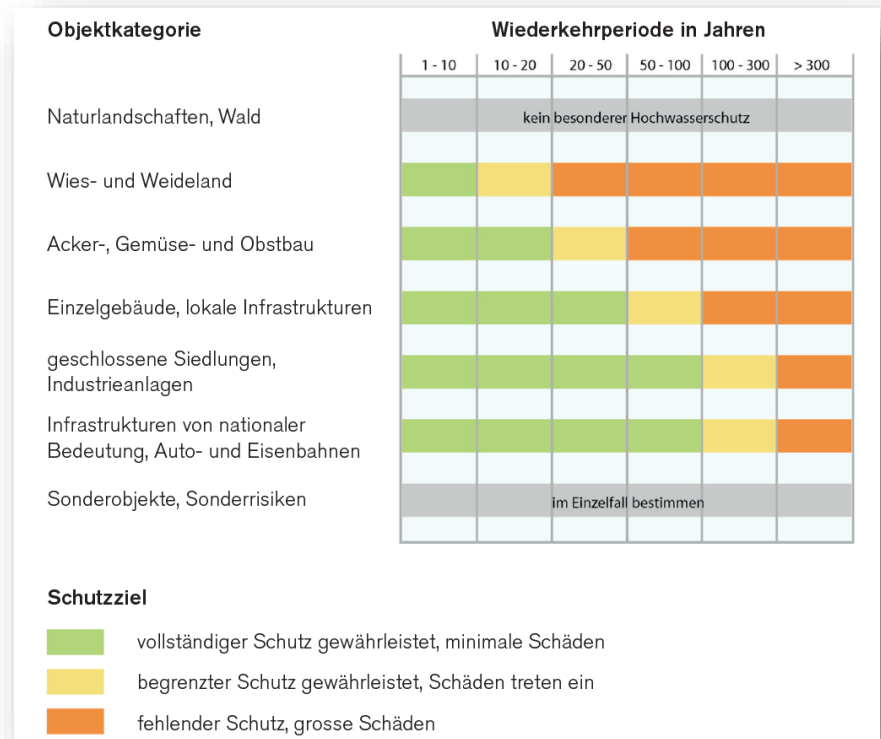 Objektkategorie
Wiederkehrperiode in Jahren
1 - 10 10 - 20 20 - 50 50 - 100 100 - 300 > 300
Naturlandschaften, Wald
kein besonderer Hochwasserschutz
Wies- und Weideland
Acker-, Gemüse- und Obstbau
Einzelgebäude, lokale Infrastrukturen
geschlossene Siedlungen,
Industrieanlagen
Infrastrukturen von nationaler
Bedeutung, Auto- und Eisenbahnen
Sonderobjekte, Sonderrisiken
im Einzelfall bestimmen
Schutzziel
vollständiger Schutz gewährleistet, minimale Schäden
begrenzter Schutz gewährleistet, Schäden treten ein
fehlender Schutz, grosse Schäden